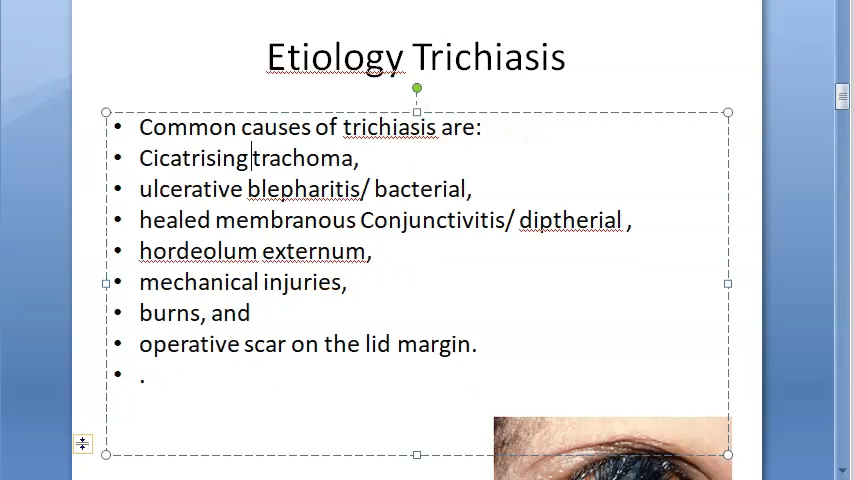 Etiology Trichiasis
• Common causes of trichiasis are:
• Cicatrising trachoma,
• ulcerative blepharitis/ bacterial,
• healed membranous Conjunctivitis/ diptherial ,
• hordeolum externum,
• mechanical injuries,
• burns, and
• operative scar on the lid margin.
• .